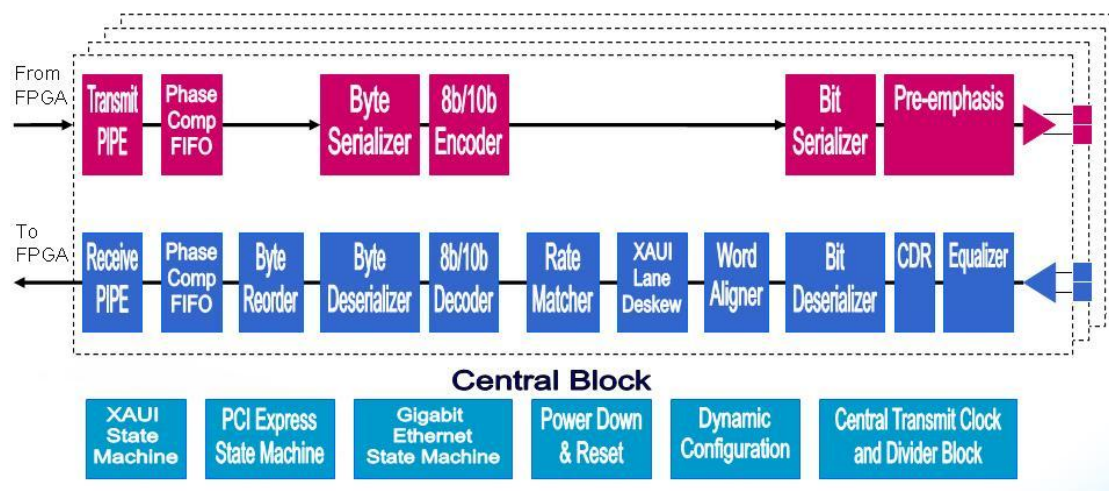 From
FPGA
Transmit
PIPE
Phase
Comp
FIFO
Byte
Serializer
8b/10b
Encoder
Bit
Serializer
Pre-emphasis
To
FPGA
Receive
PIPE
Phase
Comp
FIFO
Byte
Reorder
Byte
Deserializer
8b/10b
Decoder
Rate
Matcher
XAUI
Lane
Deskew
Word
Aligner
Bit
Deserializer
CDR
Equalizer
Central Block
XAUI
State
Machine
PCI Express
State Machine
Gigabit
Ethernet
State Machine
Power Down
& Reset
Dynamic
Configuration
Central Transmit Clock
and Divider Block